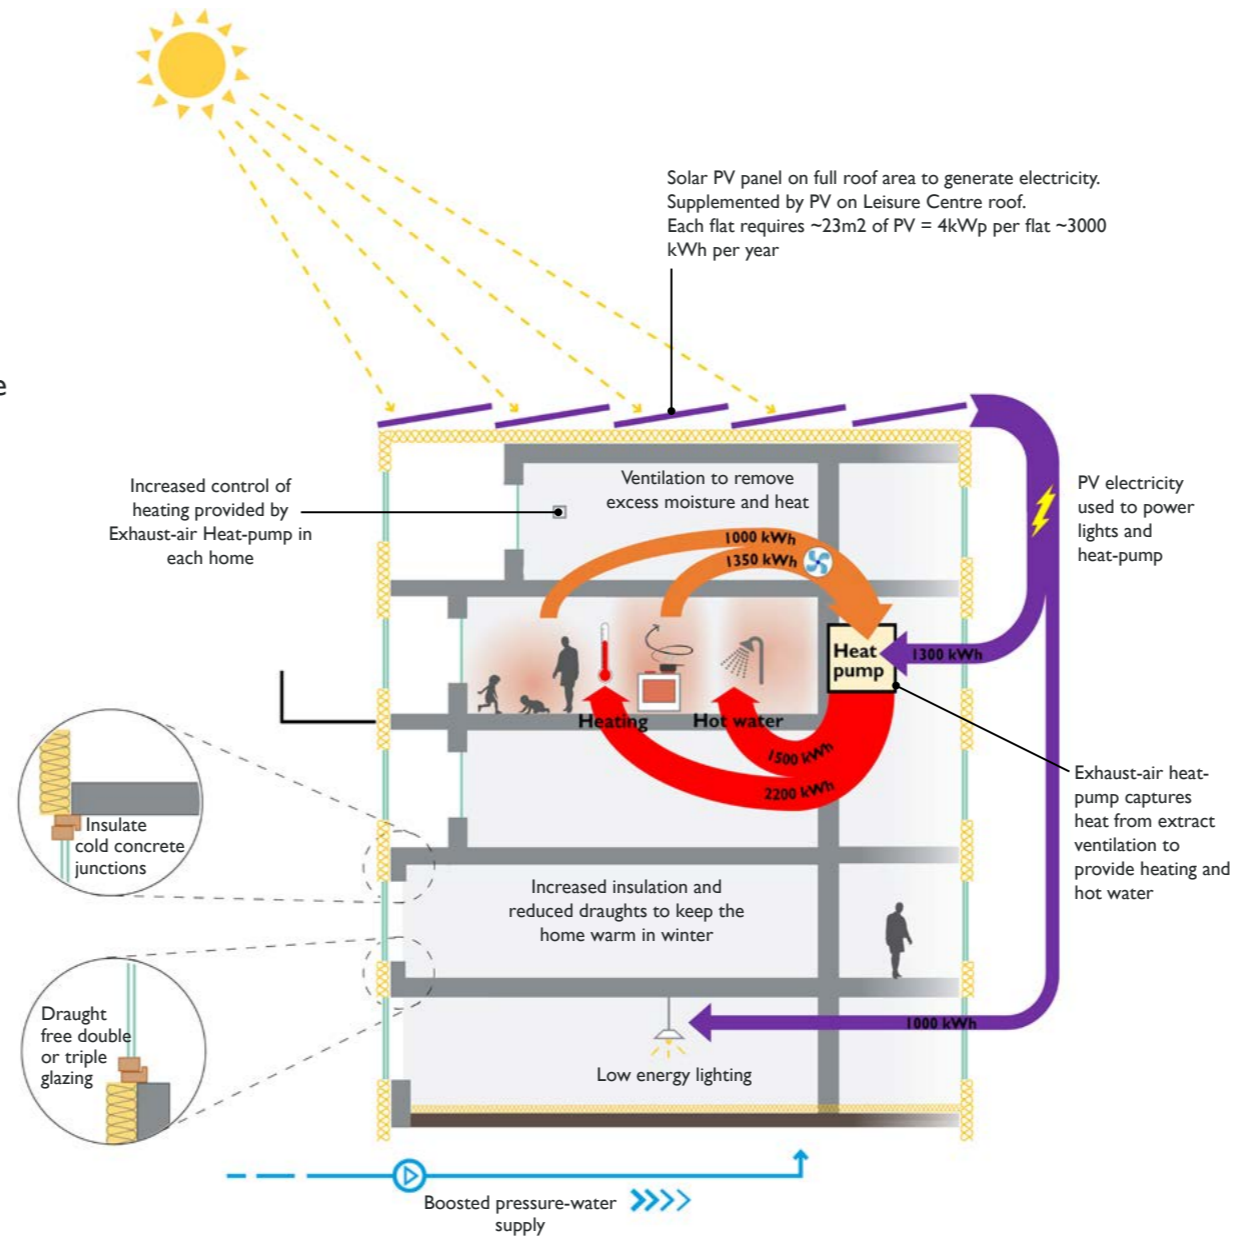 Solar PV panel on full roof area to generate electricity.
Supplemented by PV on Leisure Centre roof.
Each flat requires ~23m2 of PV = 4kWp per flat ~3000
kWh per year
e
Increased control of
heating provided by
Exhaust-air Heat-pump in
each home
Ventilation to remove
excess moisture and heat
PV electricity
used to power
lights and
heat-pump
1000 kWh
1350 kWh
Heat
pump
1300 kWh
Heating
Hot water
1500 kWh
2200 kWh
Exhaust-air heat-
pump captures
heat from extract
ventilation to
provide heating and
hot water
Insulate
cold concrete
junctions
Increased insulation and
reduced draughts to keep the
home warm in winter
Draught
free double
or triple
glazing
1000 kWh
Low energy lighting
Boosted pressure-water
supply